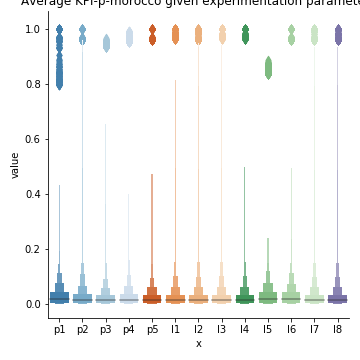 Average KPI-p-morocco given experimentation paramete
1.0
0.8
0.6
0.4
0.2
0.0
value
p1 p2 p3 p4 p5 l1 l2 l3 l4 l5 l6 l7 l8
x